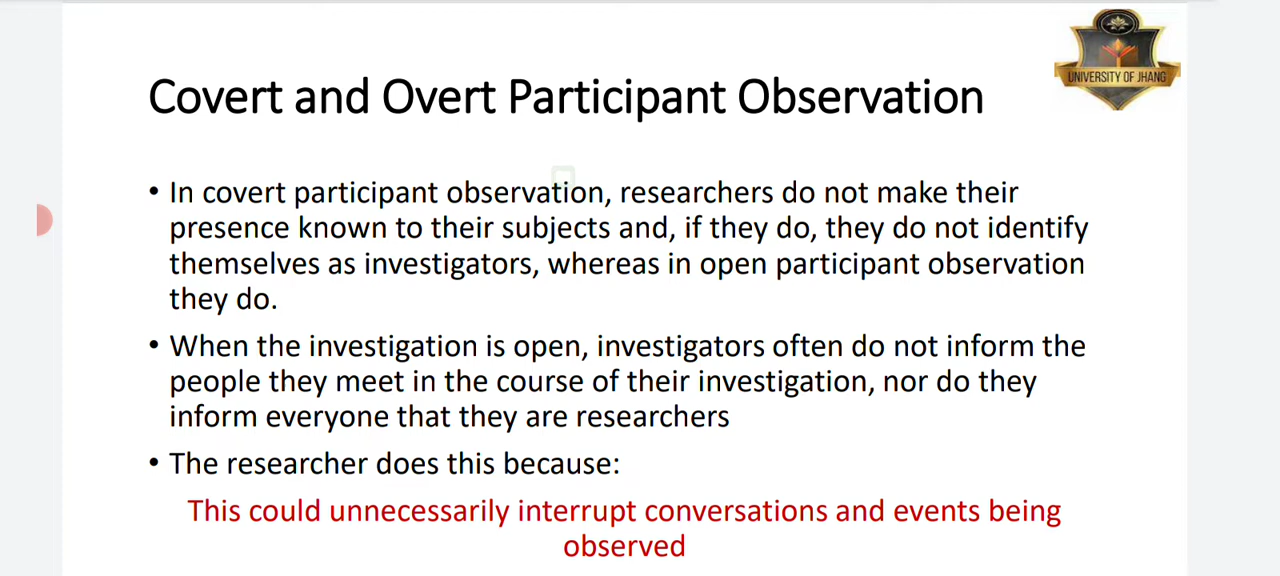 UNIVERSITY OF JHANG
Covert and Overt Participant Observation
• In covert participant observation, researchers do not make their
presence known to their subjects and, if they do, they do not identify
themselves as investigators, whereas in open participant observation
they do.
• When the investigation is open, investigators often do not inform the
people they meet in the course of their investigation, nor do they
inform everyone that they are researchers
• The researcher does this because:
This could unnecessarily interrupt conversations and events being
observed